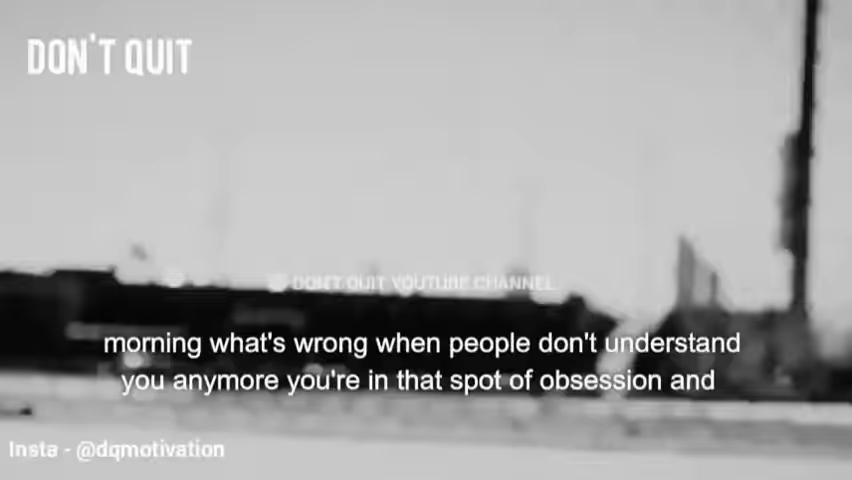 DON'T QUIT
DON'T QUIT YOUTUBE CHANNEL
morning what's wrong when people don't understand
you anymore you're in that spot of obsession and
Insta - @dqmotivation